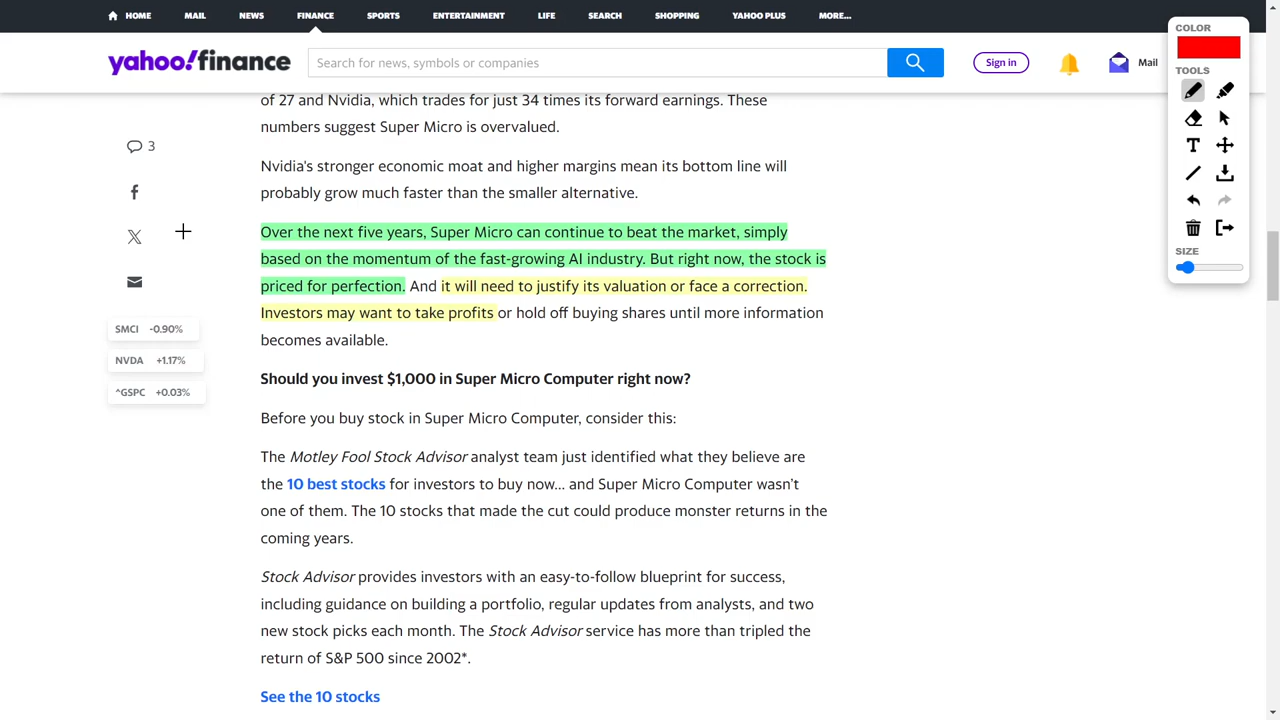 HOME MAIL NEWS FINANCE SPORTS ENTERTAINMENT LIFE SEARCH SHOPPING YAHOO PLUS MORE...
yahoo!finance Search for news, symbols or companies Sign in Mail
of 27 and Nvidia, which trades for just 34 times its forward earnings. These
numbers suggest Super Micro is overvalued.
Nvidia's stronger economic moat and higher margins mean its bottom line will
probably grow much faster than the smaller alternative.
Over the next five years, Super Micro can continue to beat the market, simply
based on the momentum of the fast-growing AI industry. But right now, the stock is
priced for perfection. And it will need to justify its valuation or face a correction.
Investors may want to take profits or hold off buying shares until more information
becomes available.
Should you invest $1,000 in Super Micro Computer right now?
Before you buy stock in Super Micro Computer, consider this:
The Motley Fool Stock Advisor analyst team just identified what they believe are
the 10 best stocks for investors to buy now… and Super Micro Computer wasn't
one of them. The 10 stocks that made the cut could produce monster returns in the
coming years.
Stock Advisor provides investors with an easy-to-follow blueprint for success,
including guidance on building a portfolio, regular updates from analysts, and two
new stock picks each month. The Stock Advisor service has more than tripled the
return of S&P 500 since 2002*.
See the 10 stocks
3
SMCI -0.90%
NVDA +1.17%
^GSPC +0.03%
COLOR
TOOLS
T
SIZE